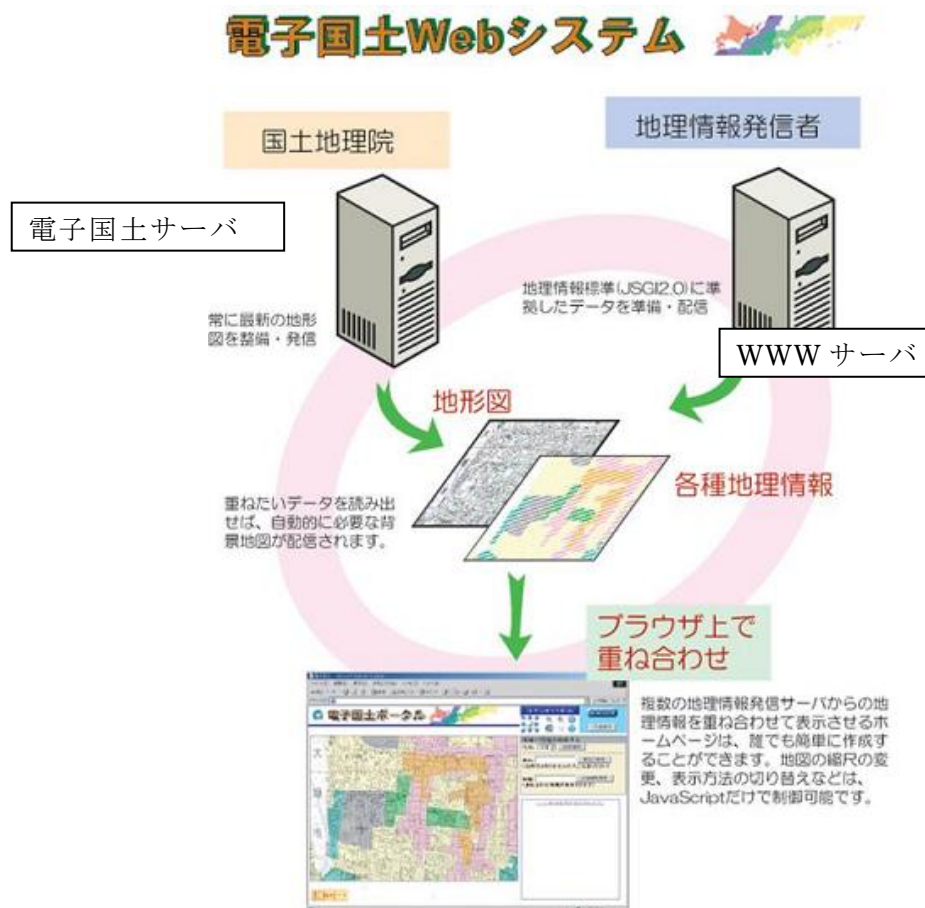 電子国土Webシステム
国土地理院
地理情報発信者
電子国土サーバ
地理情報標準(JSGI2.0)に準
拠したデータを準備・配信
常に最新の地形
図を整備・発信
WWW サーバ
地形図
各種地理情報
重ねたいデータを読み出
せば、自動的に必要な背
景地図が配信されます。
ブラウザ上で
重ね合わせ
複数の地理情報発信サーバからの地
理情報を重ね合わせて表示させるホ
ームページは、誰でも簡単に作成す
ることができます。地図の縮尺の変
更、表示方法の切り替えなどは、
JavaScriptだけで制御可能です。
電子国土ポータル